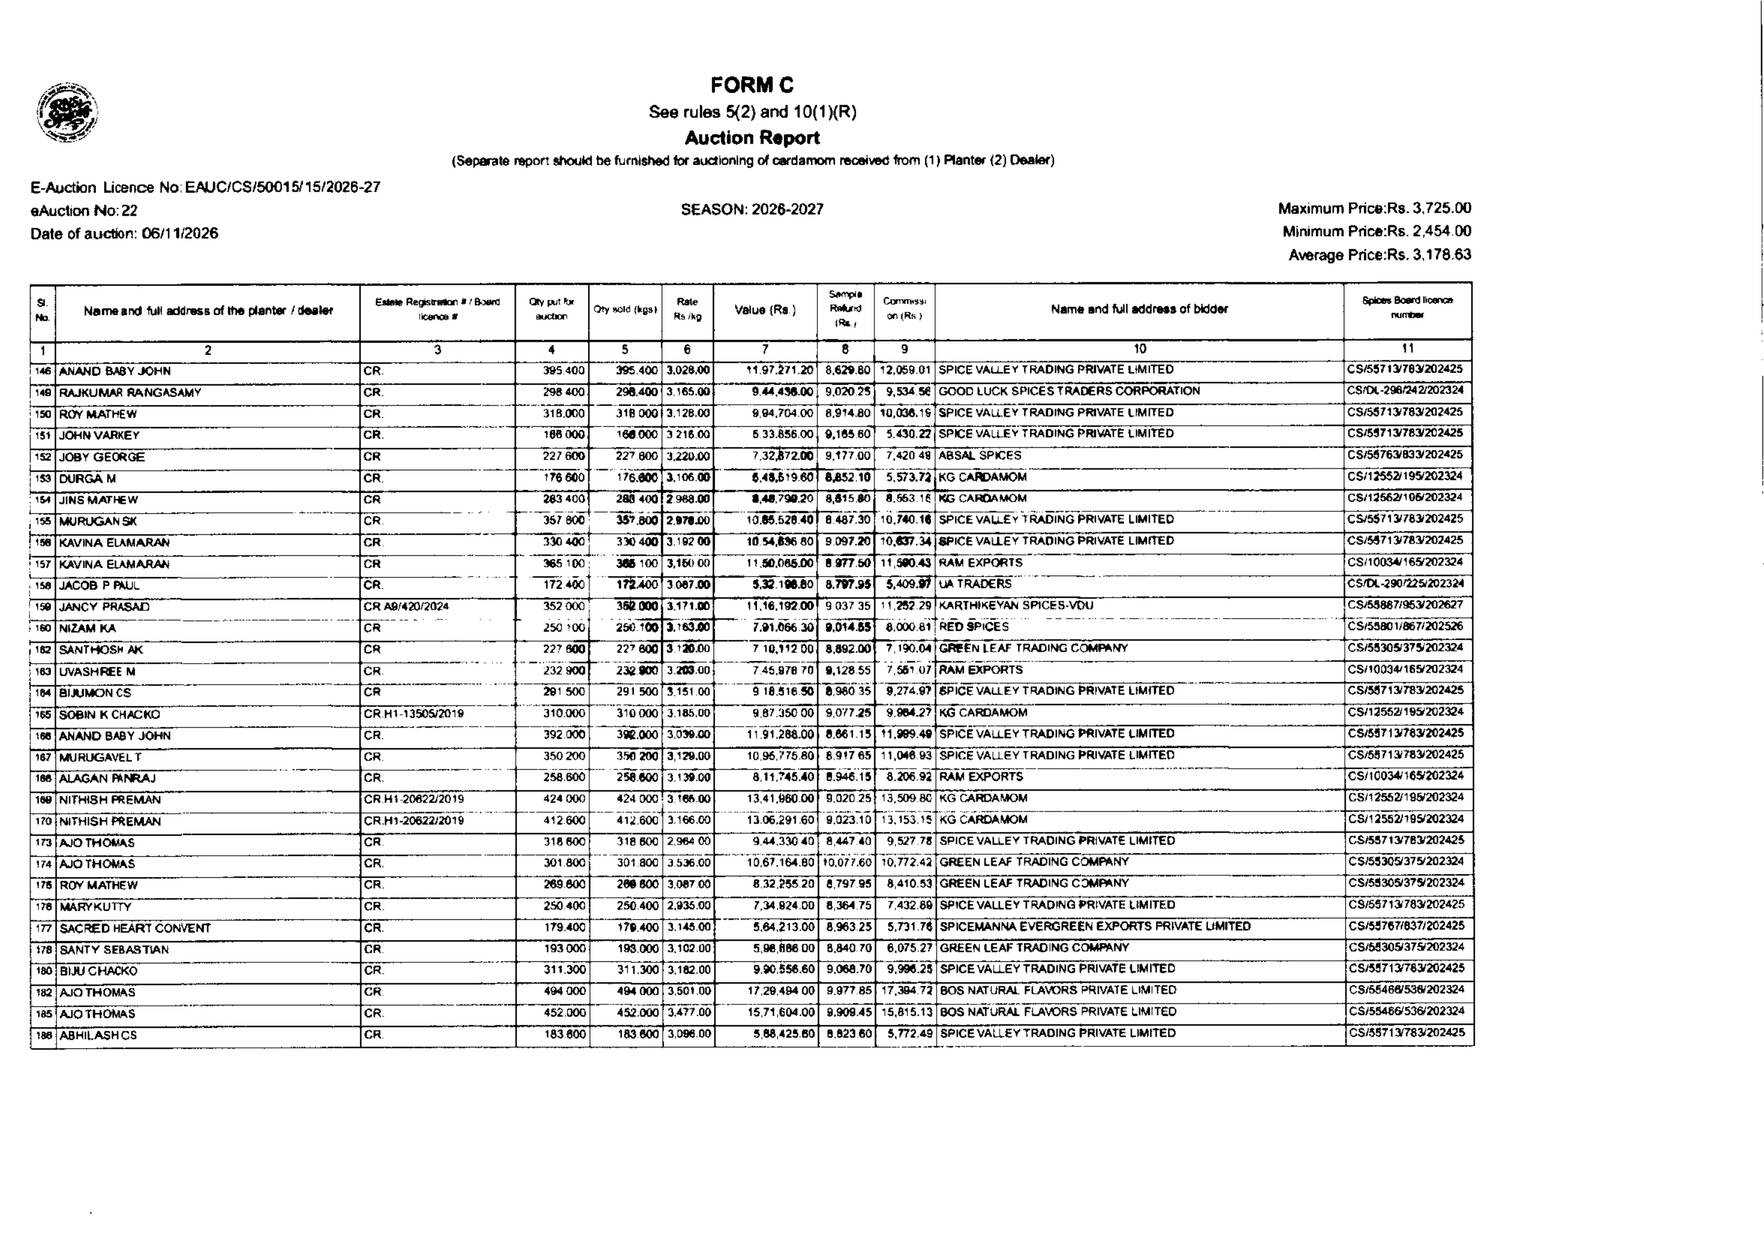 FORM C
See rules 5(2) and 10(1)(R)
Auction Report
(Separate report should be furnished for auctioning of cardamom received from (1) Planter (2) Dealer)
E-Auction Licence No: EAUC/CS/50015/15/2026-27
eAuction No: 22
SEASON: 2026-2027
Date of auction: 06/11/2026
Maximum Price:Rs. 3,725.00
Minimum Price:Rs. 2,454.00
Average Price:Rs. 3,178.63
Sl. No. Name and full address of the planter / dealer Estate Registration # / Board licence # Qty put for auction Qty sold (kgs) Rate Rs./kg Value (Rs.) Sample Refund (Rs.) Commission (Rs.) Name and full address of bidder Spices Board licence number
1 2 3 4 5 6 7 8 9 10 11
146 ANAND BABY JOHN CR. 395.400 395.400 3,028.00 11,97,271.20 8,629.80 12,059.01 SPICE VALLEY TRADING PRIVATE LIMITED CS/55713/783/202425
149 RAJKUMAR RANGASAMY CR. 298.400 298.400 3,165.00 9,44,436.00 9,020.25 9,534.56 GOOD LUCK SPICES TRADERS CORPORATION CS/DL-296/242/202324
150 ROY MATHEW CR. 318.000 318.000 3,128.00 9,94,704.00 8,914.80 10,036.19 SPICE VALLEY TRADING PRIVATE LIMITED CS/55713/783/202425
151 JOHN VARKEY CR. 166.000 166.000 3,216.00 5,33,856.00 9,165.60 5,430.22 SPICE VALLEY TRADING PRIVATE LIMITED CS/55713/783/202425
152 JOBY GEORGE CR 227.600 227.600 3,220.00 7,32,872.00 9,177.00 7,420.49 ABSAL SPICES CS/55763/833/202425
153 DURGA M CR. 176.600 176.600 3,106.00 5,48,519.60 8,852.10 5,573.72 KG CARDAMOM CS/12552/195/202324
154 JINS MATHEW CR 283.400 283.400 2,988.00 8,46,799.20 8,515.80 8,553.15 KG CARDAMOM CS/12552/195/202324
155 MURUGAN SK CR. 357.800 357.800 2,978.00 10,65,528.40 8,487.30 10,740.16 SPICE VALLEY TRADING PRIVATE LIMITED CS/55713/783/202425
156 KAVINA ELAMARAN CR. 330.400 330.400 3,192.00 10,54,636.80 9,097.20 10,637.34 SPICE VALLEY TRADING PRIVATE LIMITED CS/55713/783/202425
157 KAVINA ELAMARAN CR. 365.100 365.100 3,150.00 11,50,065.00 8,977.50 11,590.43 RAM EXPORTS CS/10034/165/202324
158 JACOB P PAUL CR. 172.400 172.400 3,087.00 5,32,198.80 8,797.95 5,409.97 UA TRADERS CS/DL-290/225/202324
159 JANCY PRASAD CR A9/420/2024 352.000 352.000 3,171.00 11,16,192.00 9,037.35 11,252.29 KARTHIKEYAN SPICES-VDU CS/55887/953/202627
160 NIZAM KA CR 250.100 250.100 3,163.00 7,91,066.30 9,014.55 8,000.81 RED SPICES CS/55801/867/202526
162 SANTHOSH AK CR 227.600 227.600 3,120.00 7,10,112.00 8,892.00 7,190.04 GREEN LEAF TRADING COMPANY CS/55305/375/202324
163 UVASHREE M CR. 232.900 232.900 3,203.00 7,45,978.70 9,128.55 7,551.07 RAM EXPORTS CS/10034/165/202324
164 BIJUMON CS CR 291.500 291.500 3,151.00 9,18,516.50 8,980.35 9,274.97 SPICE VALLEY TRADING PRIVATE LIMITED CS/55713/783/202425
165 SOBIN K CHACKO CR H1-13505/2019 310.000 310.000 3,185.00 9,87,350.00 9,077.25 9,964.27 KG CARDAMOM CS/12552/195/202324
166 ANAND BABY JOHN CR. 392.000 392.000 3,039.00 11,91,288.00 8,661.15 11,999.49 SPICE VALLEY TRADING PRIVATE LIMITED CS/55713/783/202425
167 MURUGAVEL T CR. 350.200 350.200 3,129.00 10,95,775.80 8,917.65 11,046.93 SPICE VALLEY TRADING PRIVATE LIMITED CS/55713/783/202425
168 ALAGAN PANRAJ CR. 258.600 258.600 3,139.00 8,11,745.40 8,946.15 8,206.92 RAM EXPORTS CS/10034/165/202324
169 NITHISH PREMAN CR.H1-20622/2019 424.000 424.000 3,165.00 13,41,960.00 9,020.25 13,509.80 KG CARDAMOM CS/12552/195/202324
170 NITHISH PREMAN CR.H1-20622/2019 412.600 412.600 3,166.00 13,06,291.60 9,023.10 13,153.15 KG CARDAMOM CS/12552/195/202324
173 AJO THOMAS CR. 318.600 318.600 2,964.00 9,44,330.40 8,447.40 9,527.78 SPICE VALLEY TRADING PRIVATE LIMITED CS/55713/783/202425
174 AJO THOMAS CR. 301.800 301.800 3,536.00 10,67,164.80 10,077.60 10,772.42 GREEN LEAF TRADING COMPANY CS/55305/375/202324
175 ROY MATHEW CR. 269.600 269.600 3,087.00 8,32,255.20 8,797.95 8,410.53 GREEN LEAF TRADING COMPANY CS/55305/375/202324
176 MARYKUTTY CR. 250.400 250.400 2,935.00 7,34,924.00 8,364.75 7,432.89 SPICE VALLEY TRADING PRIVATE LIMITED CS/55713/783/202425
177 SACRED HEART CONVENT CR. 179.400 179.400 3,145.00 5,64,213.00 8,963.25 5,731.76 SPICEMANNA EVERGREEN EXPORTS PRIVATE LIMITED CS/55767/837/202425
178 SANTY SEBASTIAN CR. 193.000 193.000 3,102.00 5,98,686.00 8,840.70 6,075.27 GREEN LEAF TRADING COMPANY CS/55305/375/202324
180 BIJU CHACKO CR. 311.300 311.300 3,182.00 9,90,556.60 9,068.70 9,996.25 SPICE VALLEY TRADING PRIVATE LIMITED CS/55713/783/202425
182 AJO THOMAS CR. 494.000 494.000 3,501.00 17,29,494.00 9,977.85 17,394.72 BOS NATURAL FLAVORS PRIVATE LIMITED CS/55466/536/202324
185 AJO THOMAS CR. 452.000 452.000 3,477.00 15,71,604.00 9,909.45 15,815.13 BOS NATURAL FLAVORS PRIVATE LIMITED CS/55466/536/202324
186 ABHILASH CS CR. 183.600 183.600 3,096.00 5,68,425.60 8,823.60 5,772.49 SPICE VALLEY TRADING PRIVATE LIMITED CS/55713/783/202425